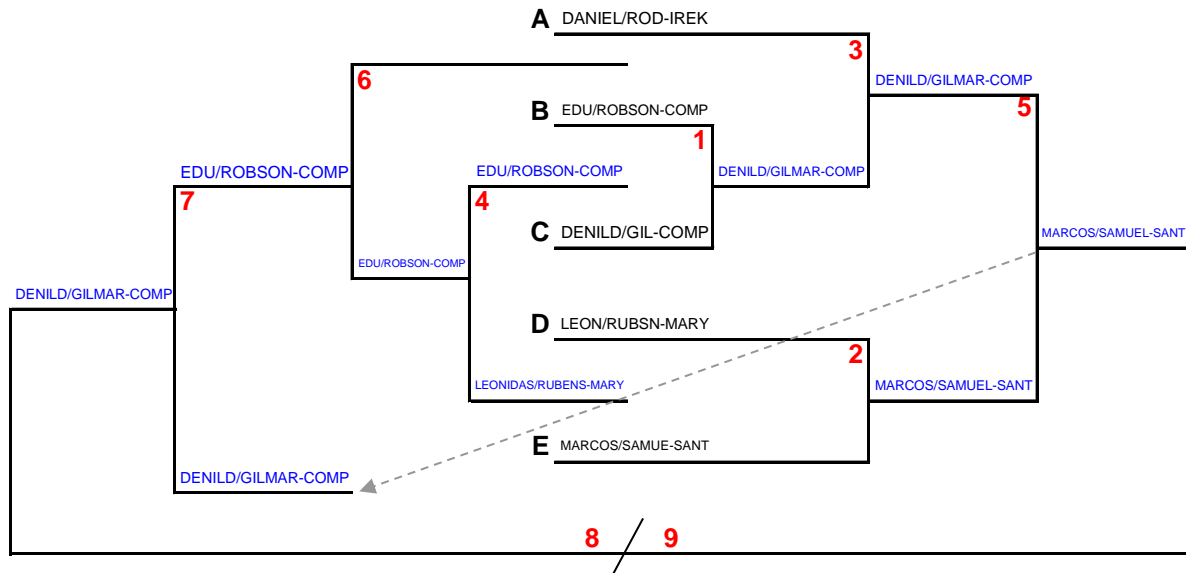 A DANIEL/ROD-IREK
3
6
DENILD/GILMAR-COMP
5
B EDU/ROBSON-COMP
1
EDU/ROBSON-COMP
EDU/ROBSON-COMP
DENILD/GILMAR-COMP
7
4
C DENILD/GIL-COMP
MARCOS/SAMUEL-SANT
EDU/ROBSON-COMP
DENILD/GILMAR-COMP
D LEON/RUBSN-MARY
2
LEONIDAS/RUBENS-MARY
MARCOS/SAMUEL-SANT
E MARCOS/SAMUE-SANT
DENILD/GILMAR-COMP
8 9